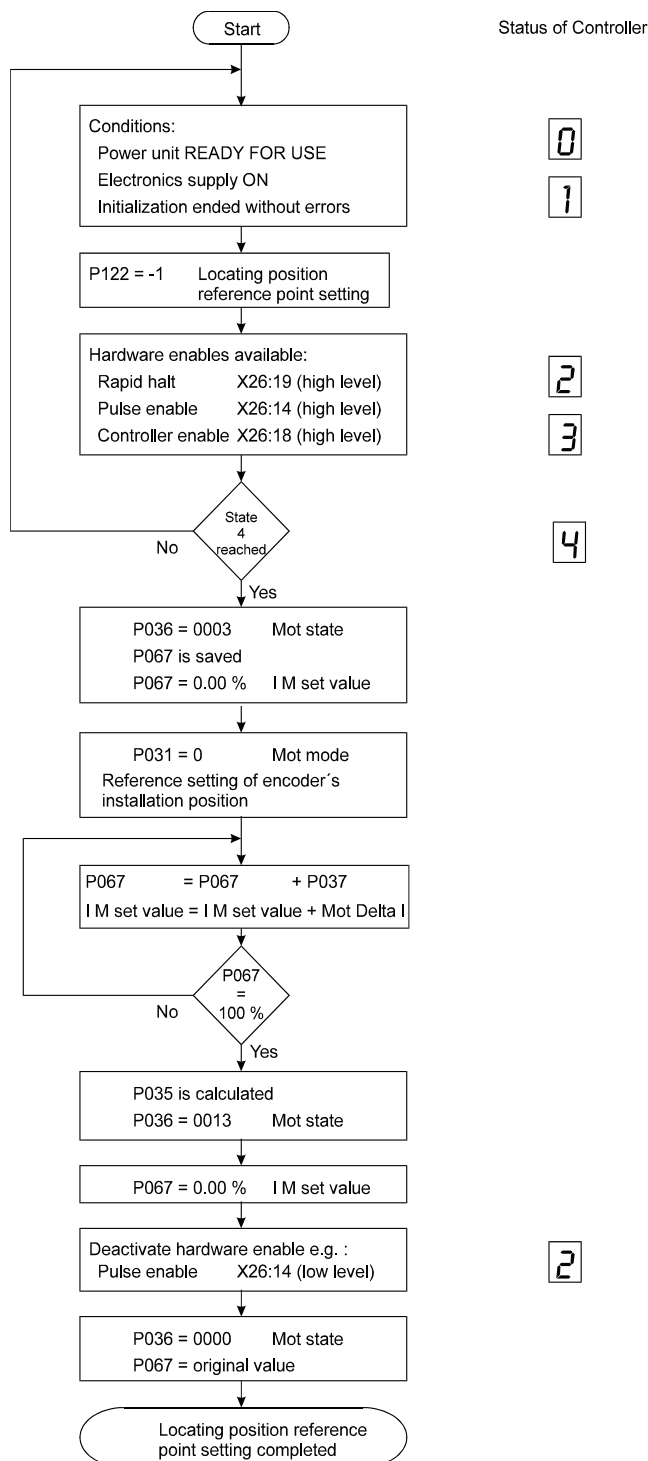 Start
Status of Controller
Conditions:
Power unit READY FOR USE
0
Electronics supply ON
Initialization ended without errors
1
P122 = -1 Locating position
reference point setting
Hardware enables available:
Rapid halt X26:19 (high level)
2
Pulse enable X26:14 (high level)
Controller enable X26:18 (high level)
3
State
4
reached
No
4
Yes
P036 = 0003 Mot state
P067 is saved
P067 = 0.00 % I M set value
P031 = 0 Mot mode
Reference setting of encoder´s
installation position
P067 = P067 + P037
I M set value = I M set value + Mot Delta I
P067
=
100 %
No
Yes
P035 is calculated
P036 = 0013 Mot state
P067 = 0.00 % I M set value
Deactivate hardware enable e.g. :
Pulse enable X26:14 (low level)
2
P036 = 0000 Mot state
P067 = original value
Locating position reference
point setting completed